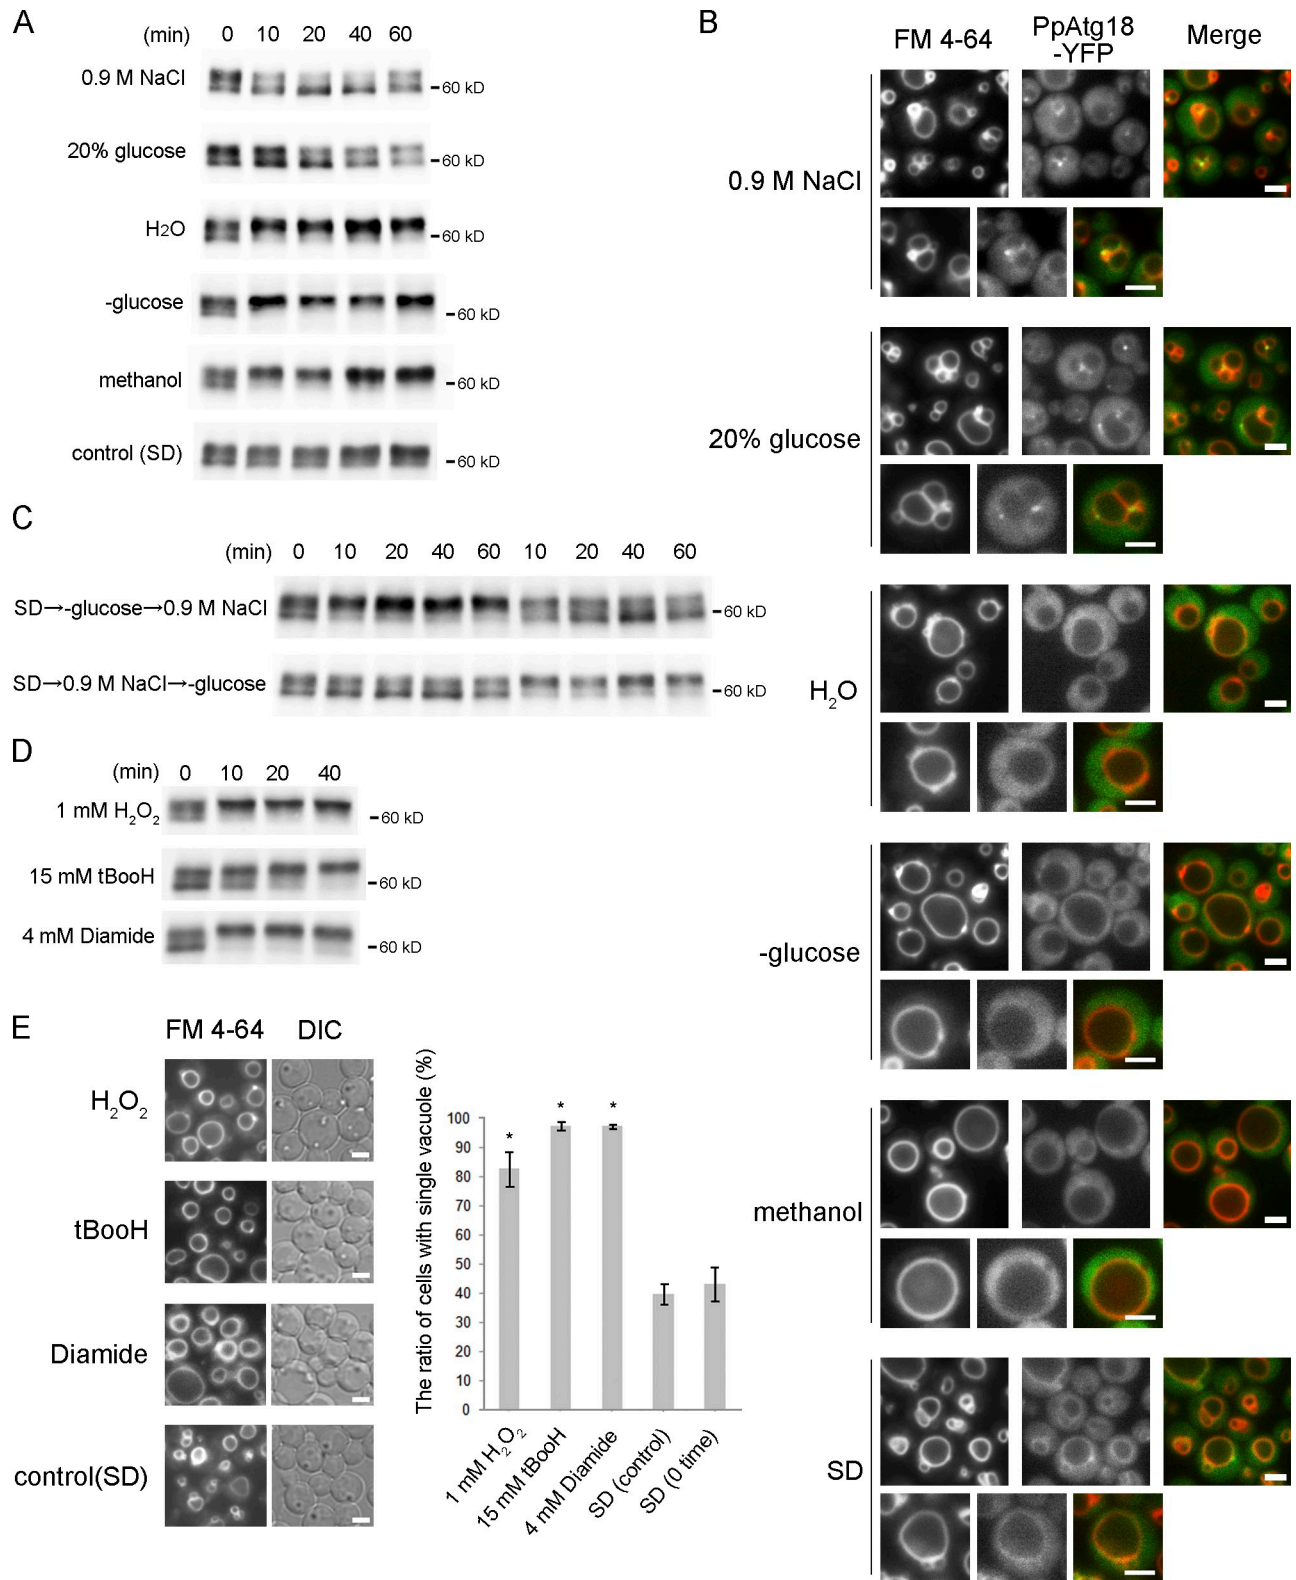 A
(min) 0 10 20 40 60
0.9 M NaCl
60 kD
20% glucose
60 kD
H2O
60 kD
-glucose
60 kD
methanol
60 kD
control (SD)
60 kD
B
FM 4-64 PpAtg18 Merge
-YFP
0.9 M NaCl
20% glucose
H₂O
-glucose
methanol
SD
C
(min) 0 10 20 40 60 10 20 40 60
SD→-glucose→0.9 M NaCl
60 kD
SD→0.9 M NaCl→-glucose
60 kD
D
(min) 0 10 20 40
1 mM H₂O₂
60 kD
15 mM tBooH
60 kD
4 mM Diamide
60 kD
E
FM 4-64 DIC
H₂O₂
tBooH
Diamide
control(SD)
The ratio of cells with single vacuole (%)
100
90
80
70
60
50
40
30
20
10
0
* * *
1 mM H₂O₂
15 mM tBooH
4 mM Diamide
SD (control)
SD (0 time)